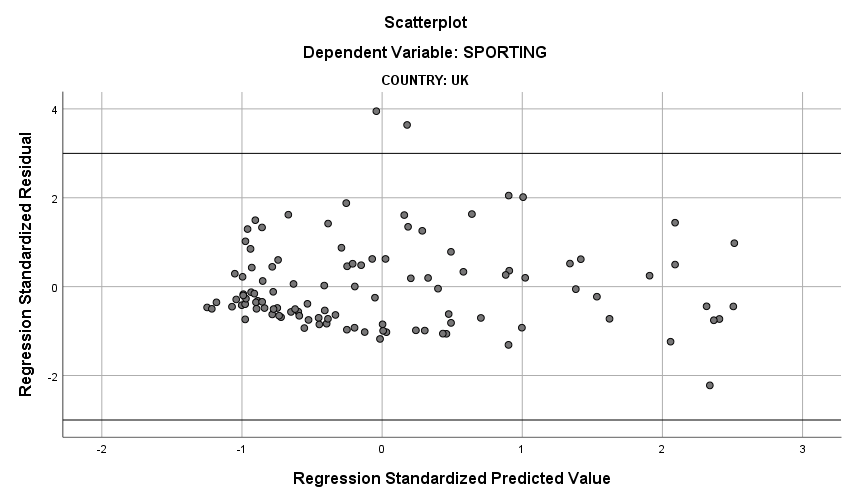 Scatterplot
Dependent Variable: SPORTING
COUNTRY: UK
Regression Standardized Residual
4
2
0
-2
-2
-1
0
1
2
3
Regression Standardized Predicted Value